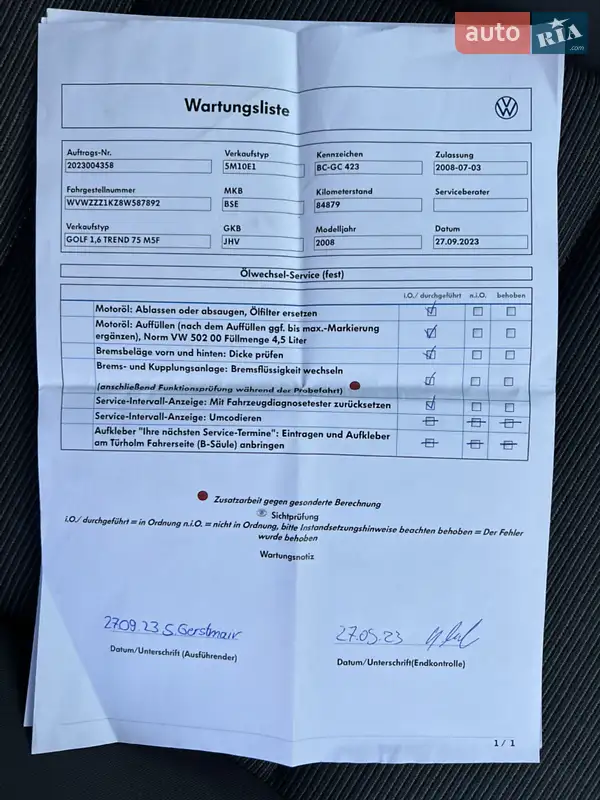 auto RIA .com
Wartungsliste
Auftrags-Nr. Verkaufstyp Kennzeichen Zulassung
2023004358 5M10E1 BC-GC 423 2008-07-03
Fahrgestellnummer MKB Kilometerstand Serviceberater
WVWZZZ1KZ8W587892 BSE 84879
Verkaufstyp GKB Modelljahr Datum
GOLF 1,6 TREND 75 M5F JHV 2008 27.09.2023
Ölwechsel-Service (fest)
i.O./ durchgeführt n.i.O. behoben
Motoröl: Ablassen oder absaugen, Ölfilter ersetzen
Motoröl: Auffüllen (nach dem Auffüllen ggf. bis max.-Markierung
ergänzen), Norm VW 502 00 Füllmenge 4,5 Liter
Bremsbeläge vorn und hinten: Dicke prüfen
Brems- und Kupplungsanlage: Bremsflüssigkeit wechseln
(anschließend Funktionsprüfung während der Probefahrt)
Service-Intervall-Anzeige: Mit Fahrzeugdiagnosetester zurücksetzen
Service-Intervall-Anzeige: Umcodieren
Aufkleber "Ihre nächsten Service-Termine": Eintragen und Aufkleber
am Türholm Fahrerseite (B-Säule) anbringen
Zusatzarbeit gegen gesonderte Berechnung
Sichtprüfung
i.O./ durchgeführt = in Ordnung n.i.O. = nicht in Ordnung, bitte Instandsetzungshinweise beachten behoben = Der Fehler
wurde behoben
Wartungsnotiz
27.09.23 S. Gerstmair
27.09.23
Datum/Unterschrift (Ausführender)
Datum/Unterschrift(Endkontrolle)
1 / 1